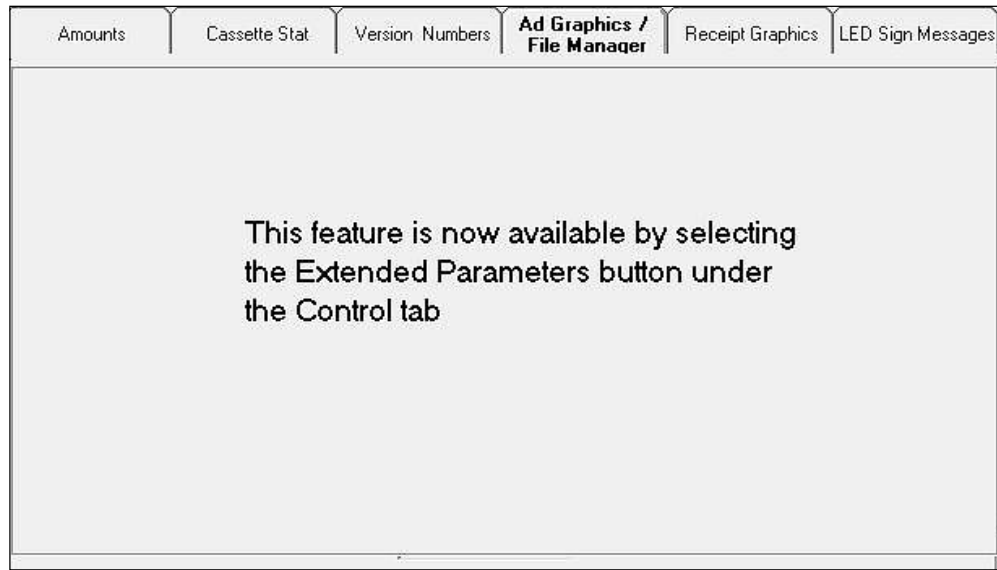 Amounts
Cassette Stat
Version Numbers
Ad Graphics /
File Manager
Receipt Graphics
LED Sign Messages
This feature is now available by selecting
the Extended Parameters button under
the Control tab